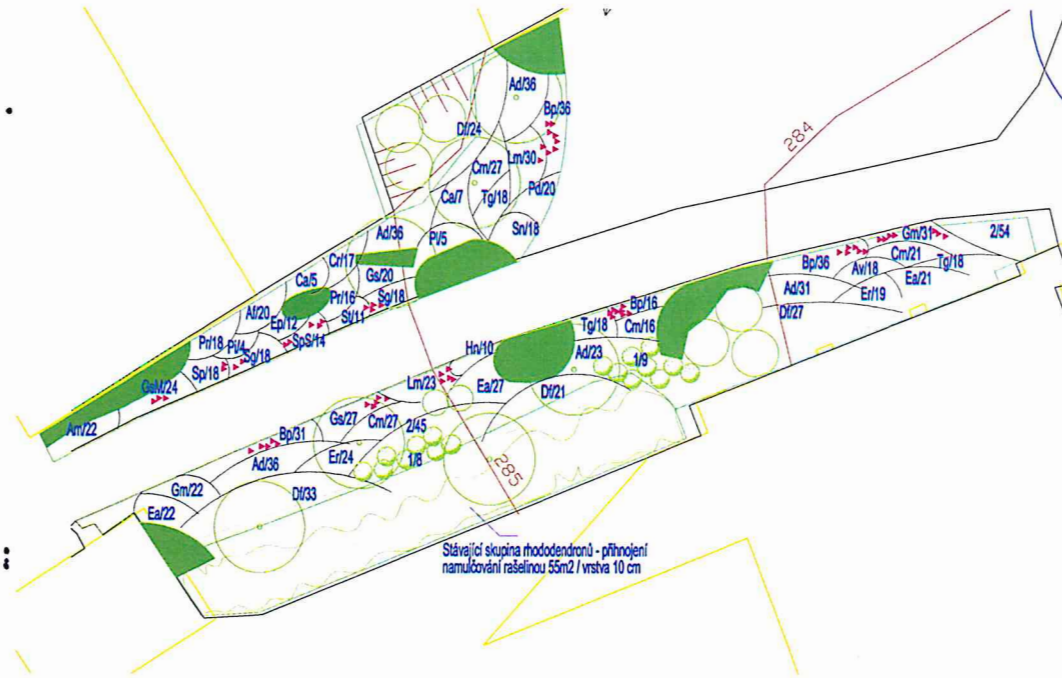 Ad/36
Bp/36
Df/24
Lm/30
Cm/27
Pd/20
Ca/7
Tg/18
Sn/18
284
Ad/36
Pi/5
Cr/17
Gs/20
Ca/5
Pr/16
Sg/18
Af/20
St/11
Ep/12
SpS/14
Pr/18
Pi/4
Sg/18
Sp/18
GsM/24
Am/22
Gm/31
2/54
Bp/36
Cm/21
Av/18
Tg/18
Ea/21
Ad/31
Er/19
Df/27
Bp/16
Tg/18
Cm/16
Hn/10
Ad/23
1/9
Lm/23
Ea/27
Df/21
Gs/27
Cm/27
2/45
Bp/31
Er/24
1/8
Ad/36
285
Gm/22
Df/33
Ea/22
Stávající skupina rhododendronů - přihnojení
namulčování rašelinou 55m2 / vrstva 10 cm